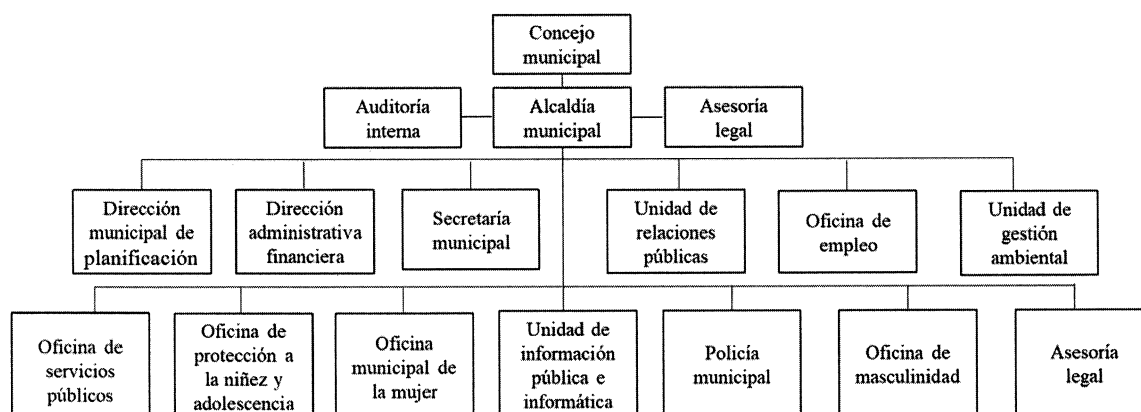 Concejo
municipal
Auditoría
interna
Alcaldía
municipal
Asesoría
legal
Dirección
municipal de
planificación
Dirección
administrativa
financiera
Secretaría
municipal
Unidad de
relaciones
públicas
Oficina de
empleo
Unidad de
gestión
ambiental
Oficina de
servicios
públicos
Oficina de
protección a
la niñez y
adolescencia
Oficina
municipal de
la mujer
Unidad de
información
pública e
informática
Policía
municipal
Oficina de
masculinidad
Asesoría
legal